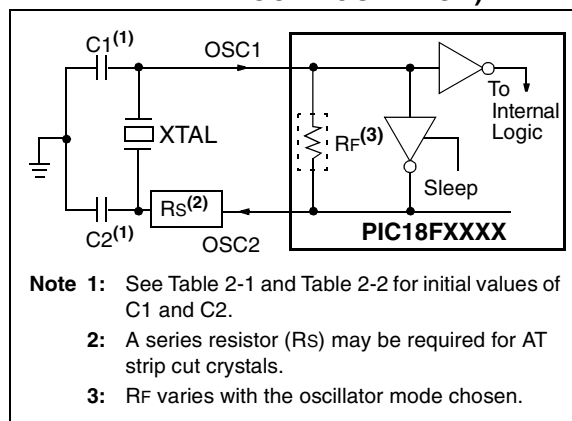 C1(1)
OSC1
To
Internal
Logic
XTAL
RF(3)
Sleep
RS(2)
C2(1)
OSC2
PIC18FXXXX
Note 1: See Table 2-1 and Table 2-2 for initial values of
C1 and C2.
2: A series resistor (RS) may be required for AT
strip cut crystals.
3: RF varies with the oscillator mode chosen.